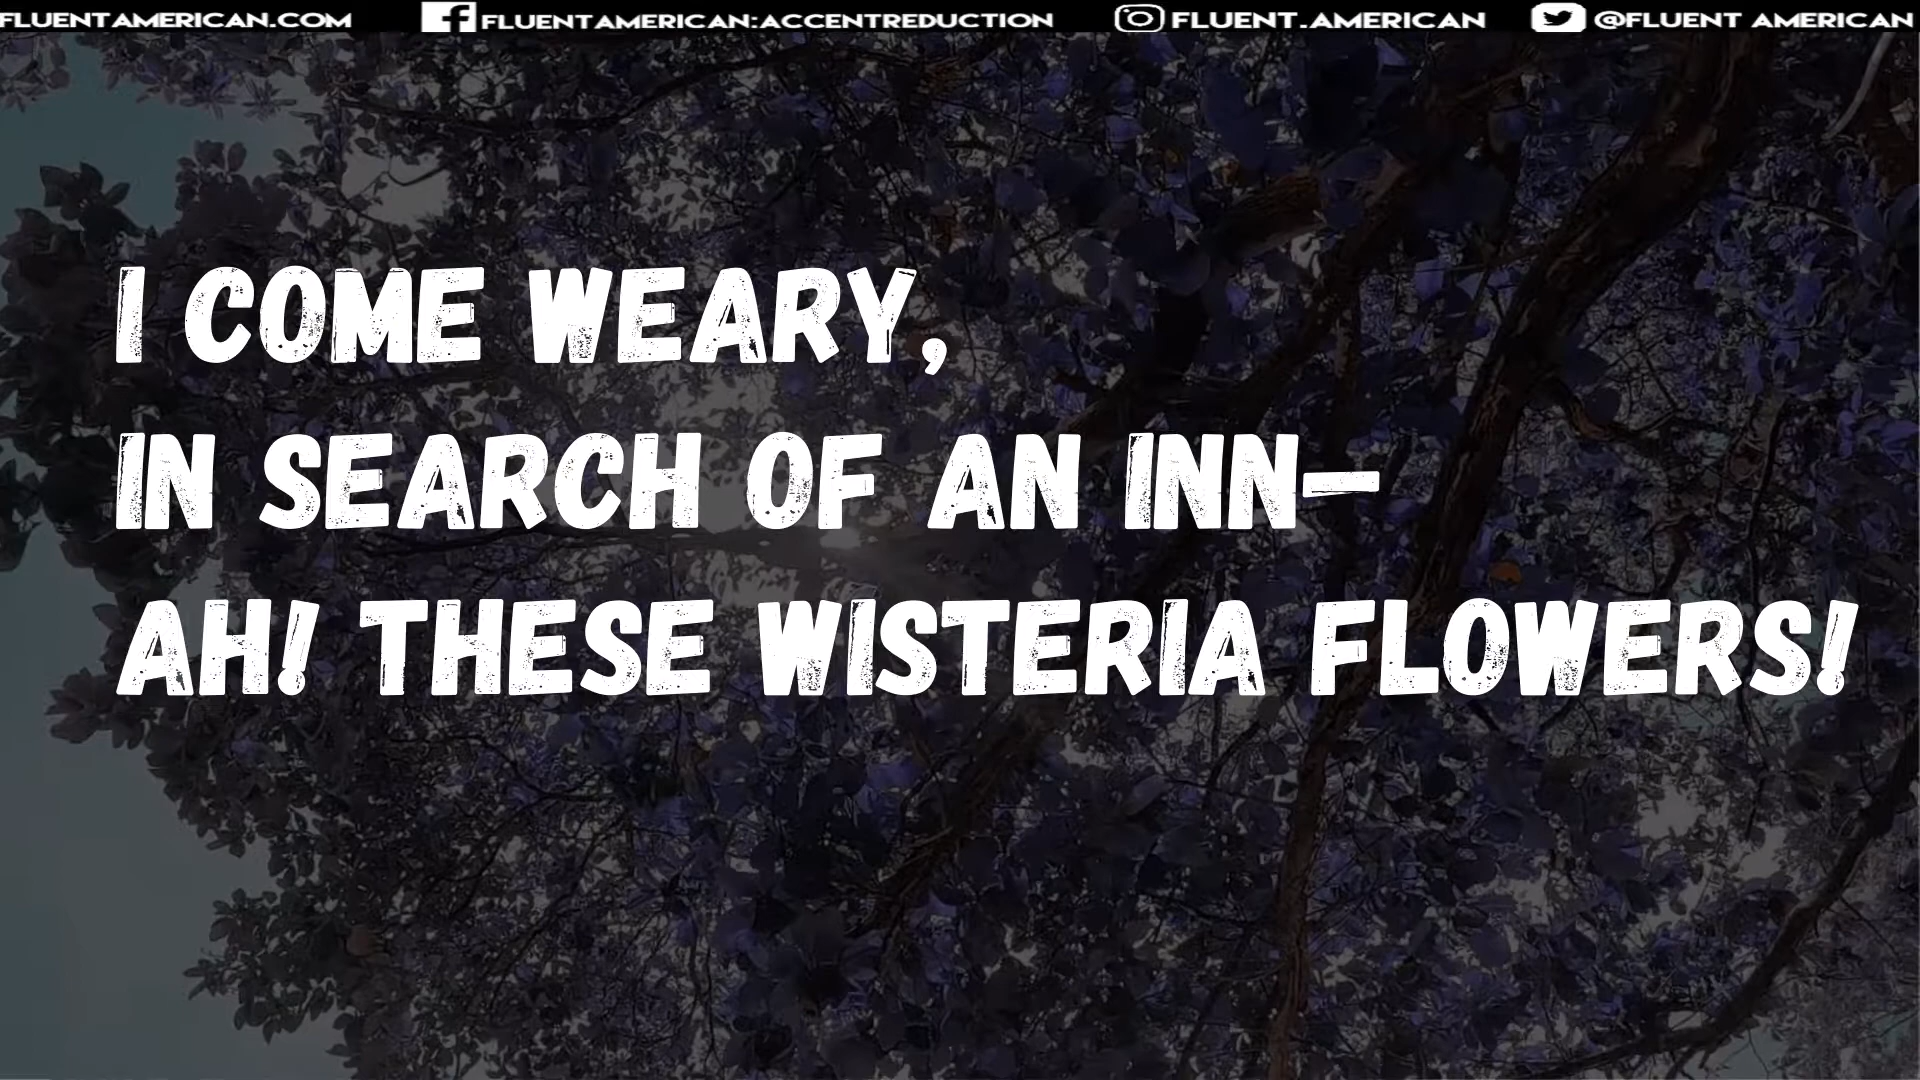 FLUENTAMERICAN.COM FLUENTAMERICAN:ACCENTREDUCTION FLUENT.AMERICAN @FLUENT AMERICAN
I COME WEARY,
IN SEARCH OF AN INN—
AH! THESE WISTERIA FLOWERS!